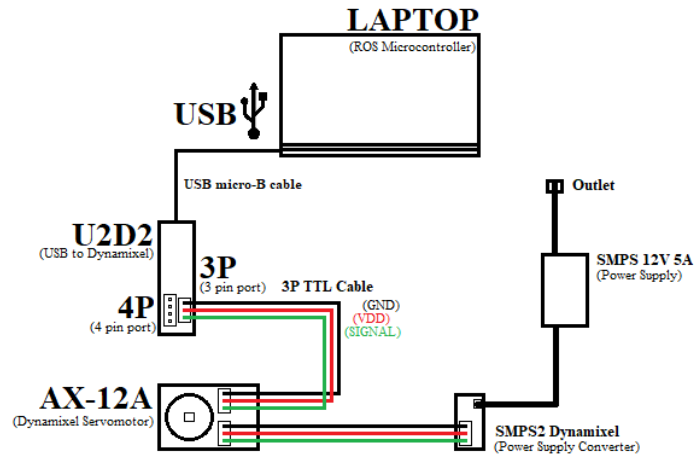 LAPTOP
(ROS Microcontroller)
USB
USB micro-B cable
Outlet
U2D2
(USB to Dynamixel)
3P
(3 pin port)
3P TTL Cable
(GND)
(VDD)
(SIGNAL)
4P
(4 pin port)
SMPS 12V 5A
(Power Supply)
AX-12A
(Dynamixel Servomotor)
SMPS2 Dynamixel
(Power Supply Converter)